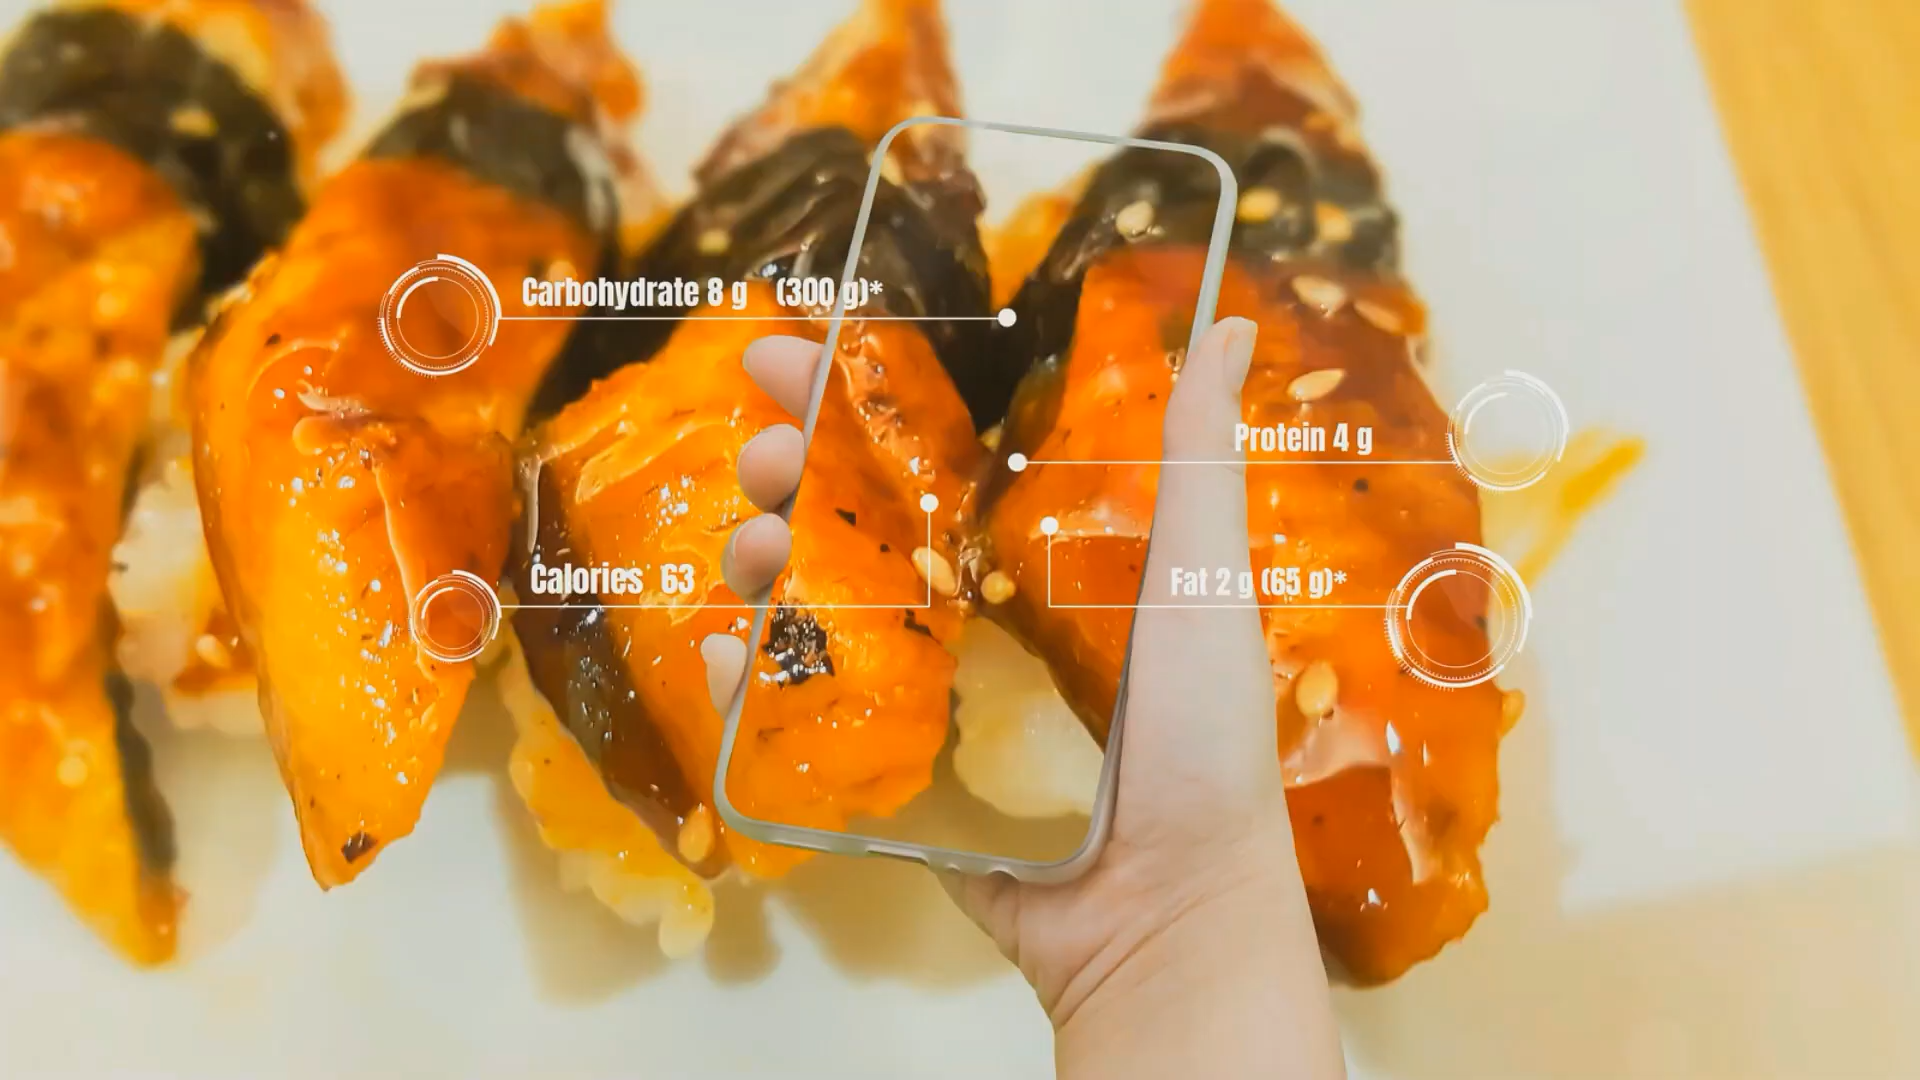 Carbohydrate 8 g (300 g)*
Protein 4 g
Calories 63
Fat 2 g (65 g)*